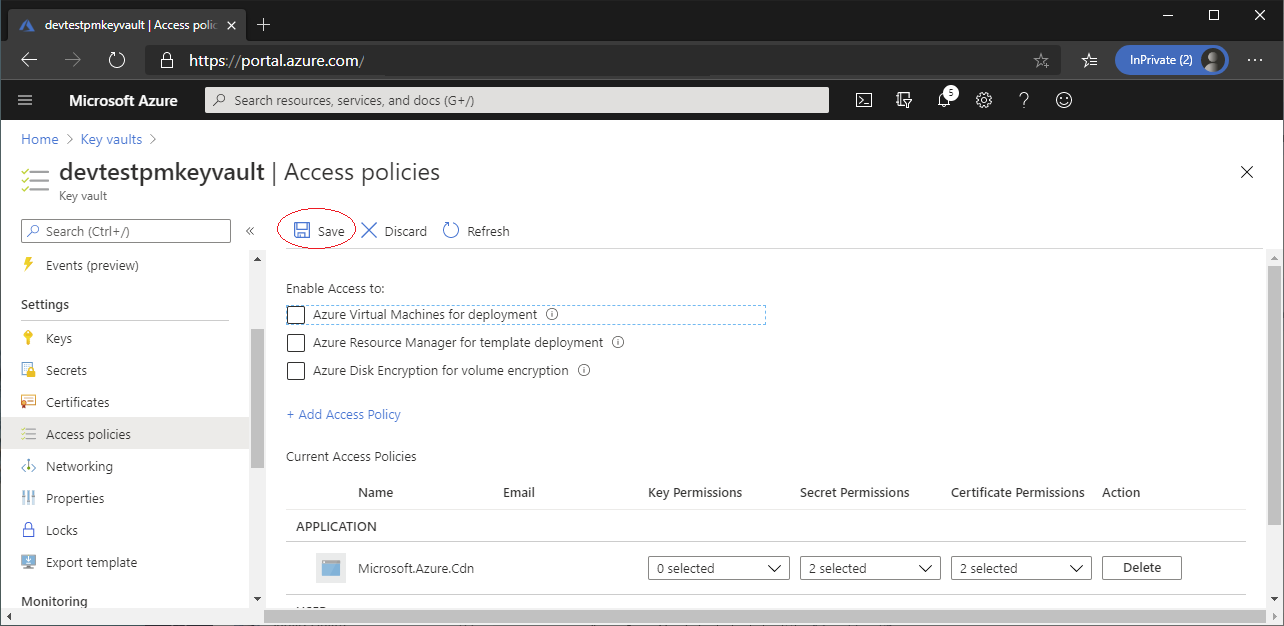 devtestpmkeyvault | Access polic
https://portal.azure.com/
InPrivate (2)
Microsoft Azure
Search resources, services, and docs (G+/)
5
Home > Key vaults >
devtestpmkeyvault | Access policies
Key vault
Search (Ctrl+/)
«
Save
Discard
Refresh
Events (preview)
Settings
Keys
Secrets
Certificates
Access policies
Networking
Properties
Locks
Export template
Monitoring
Enable Access to:
Azure Virtual Machines for deployment
Azure Resource Manager for template deployment
Azure Disk Encryption for volume encryption
+ Add Access Policy
Current Access Policies
Name Email Key Permissions Secret Permissions Certificate Permissions Action
APPLICATION
Microsoft.Azure.Cdn 0 selected 2 selected 2 selected Delete